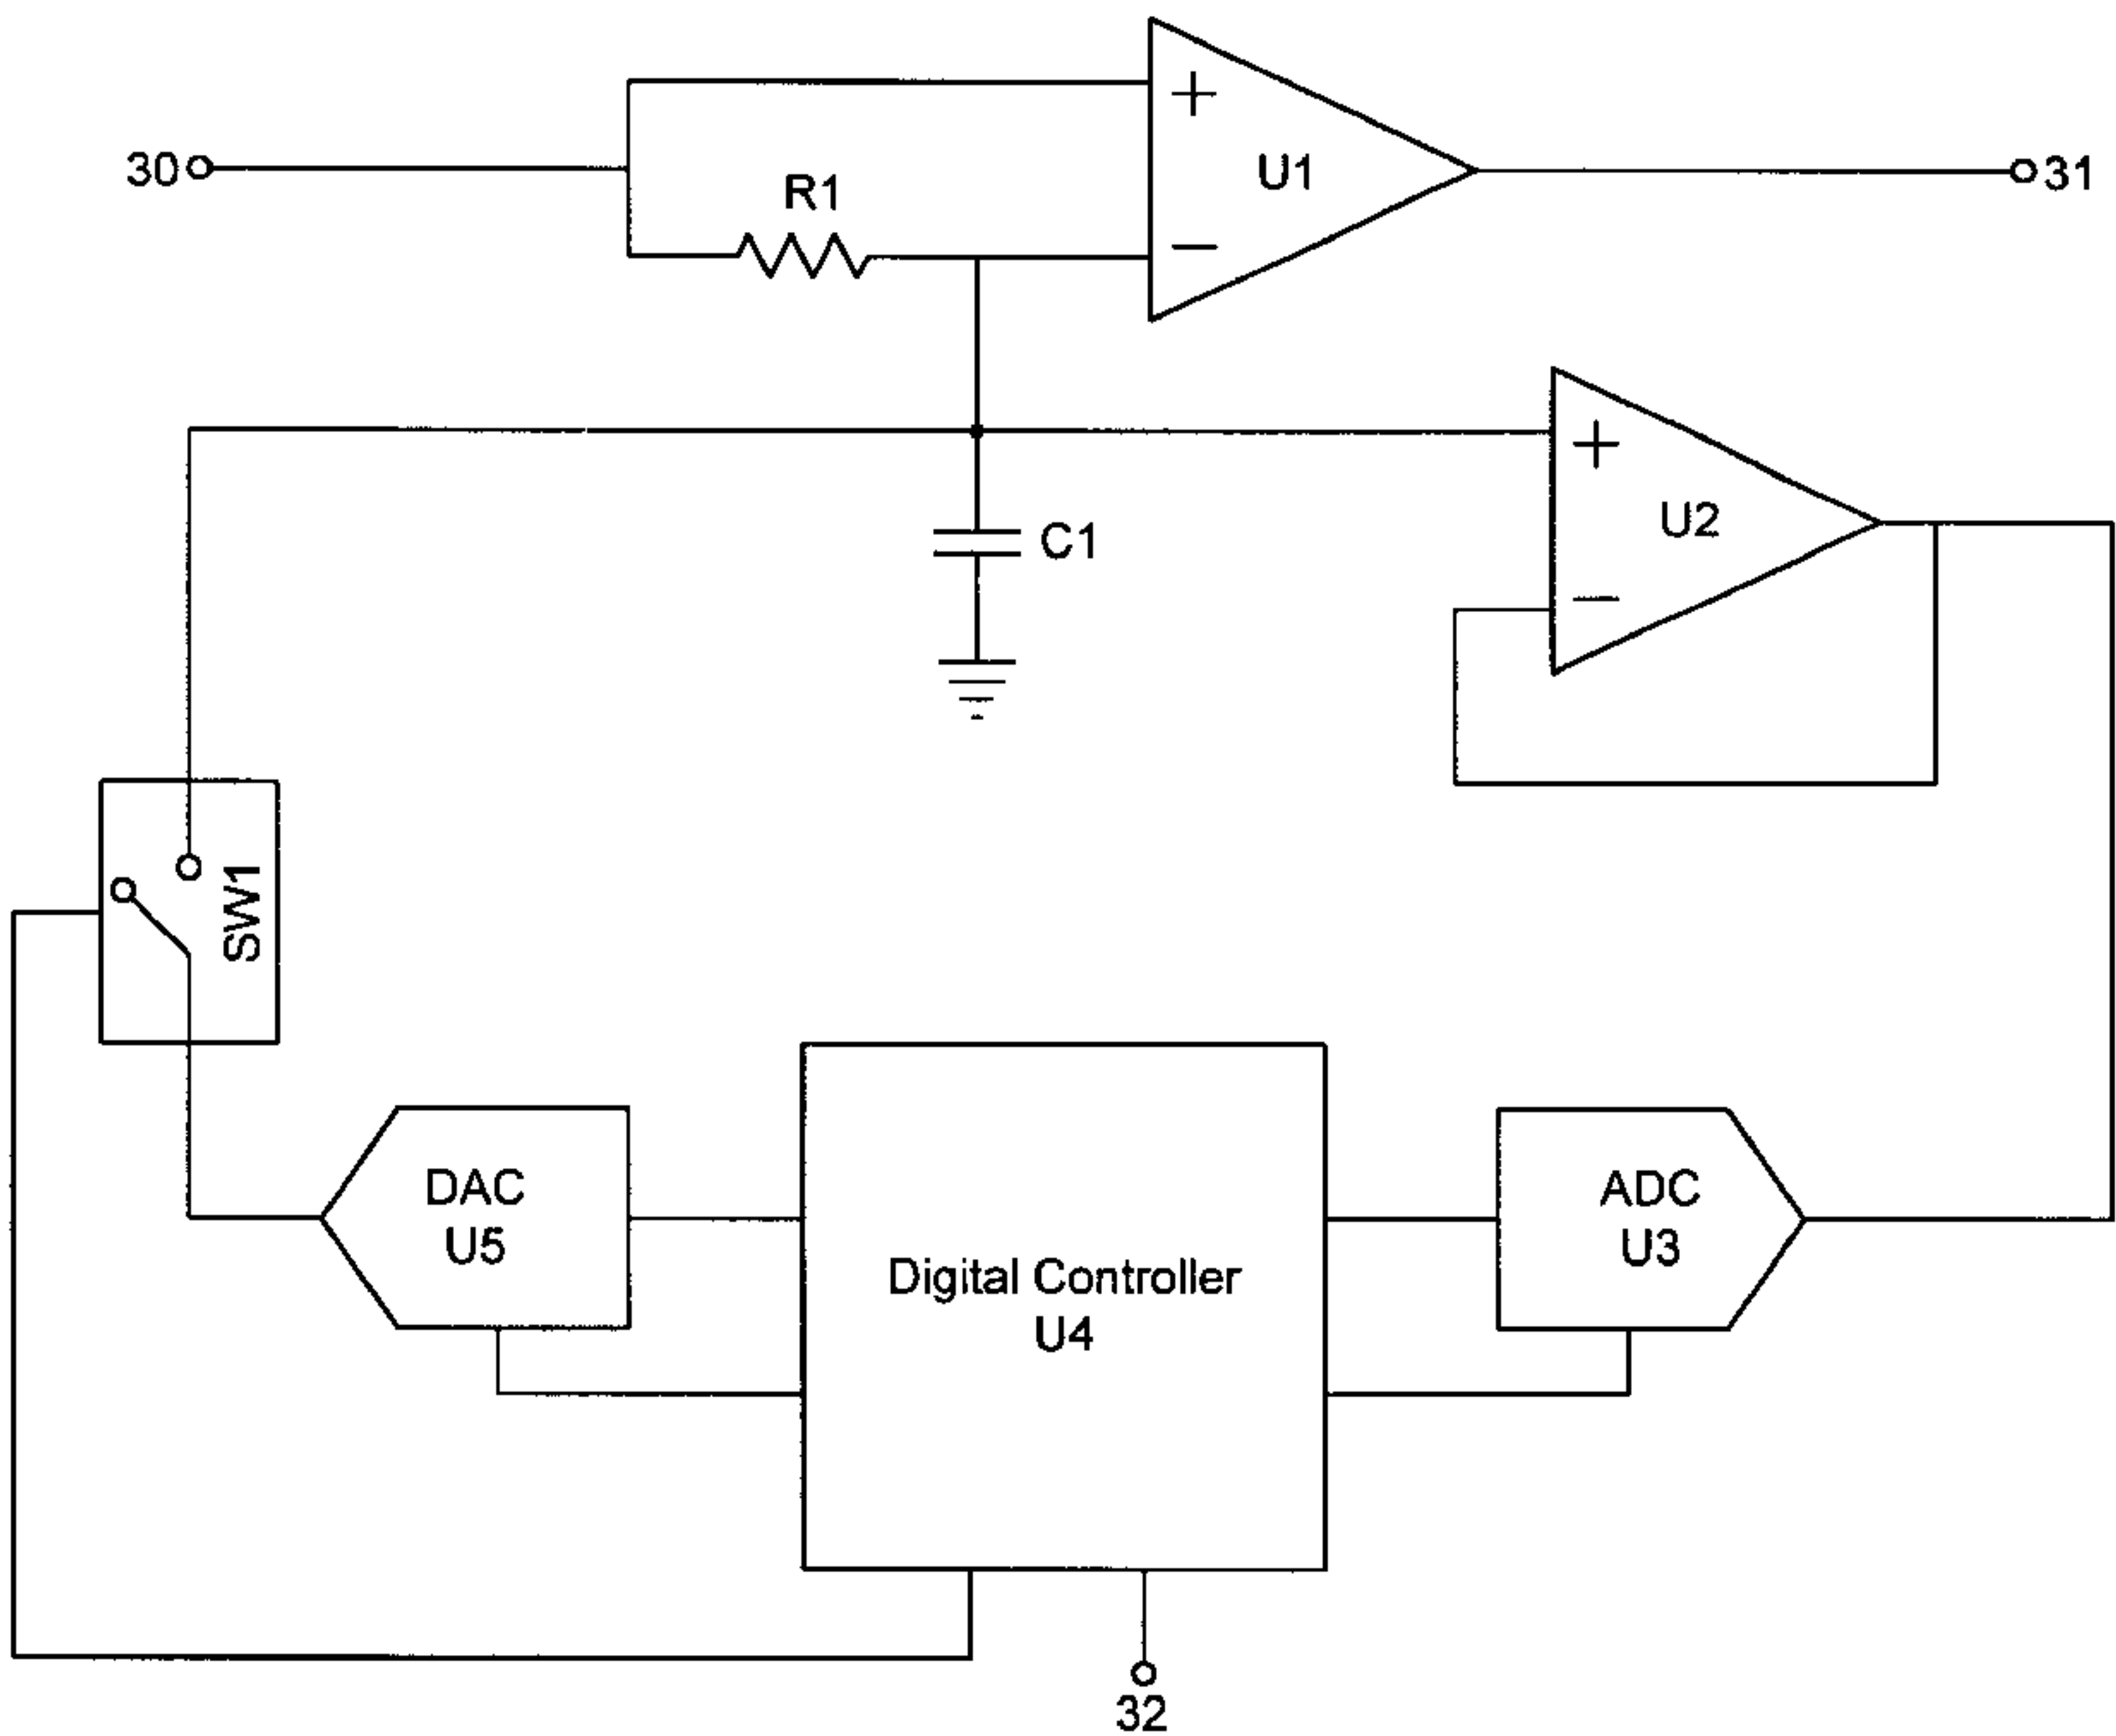 +
U1
30
31
R1
−
+
U2
C1
−
SW1
DAC
U5
ADC
U3
Digital Controller
U4
32